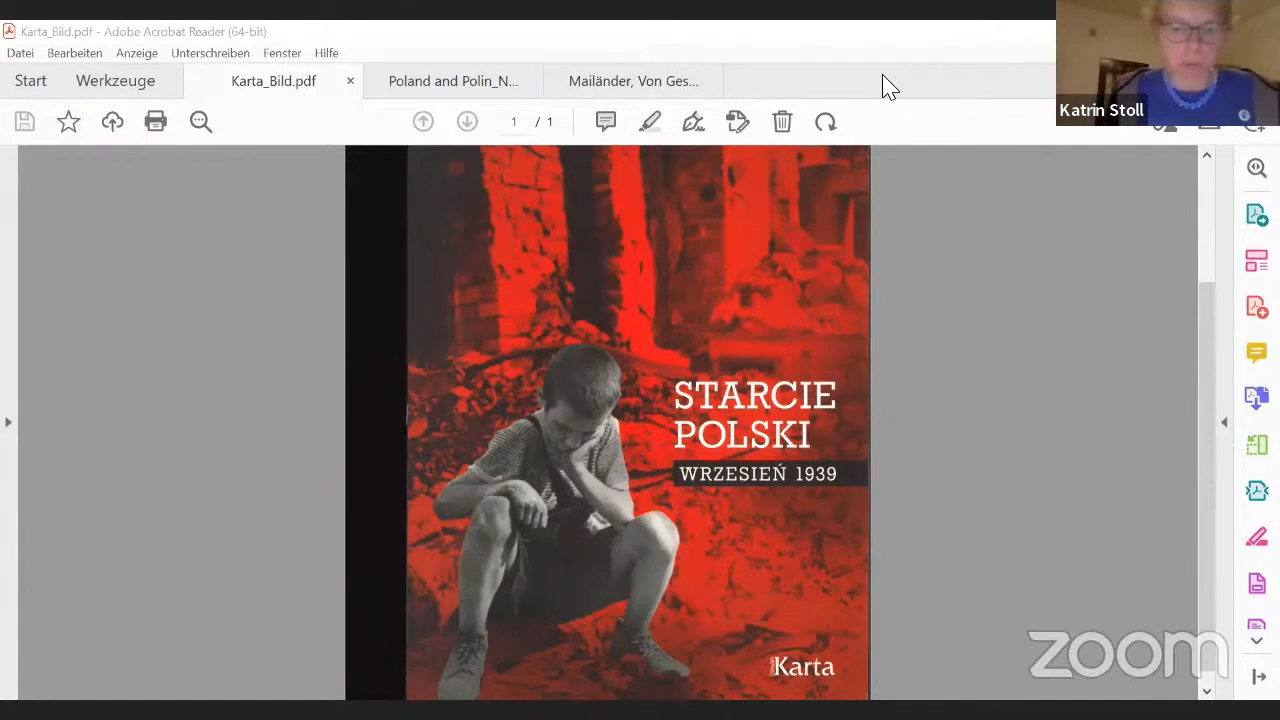 Karta_Bild.pdf - Adobe Acrobat Reader (64-bit)
Datei Bearbeiten Anzeige Unterschreiben Fenster Hilfe
Start Werkzeuge Karta_Bild.pdf × Poland and Polin_N... Mailänder, Von Ges...
1 / 1
Katrin Stoll
STARCIE
POLSKI
WRZESIEŃ 1939
Karta
zoom